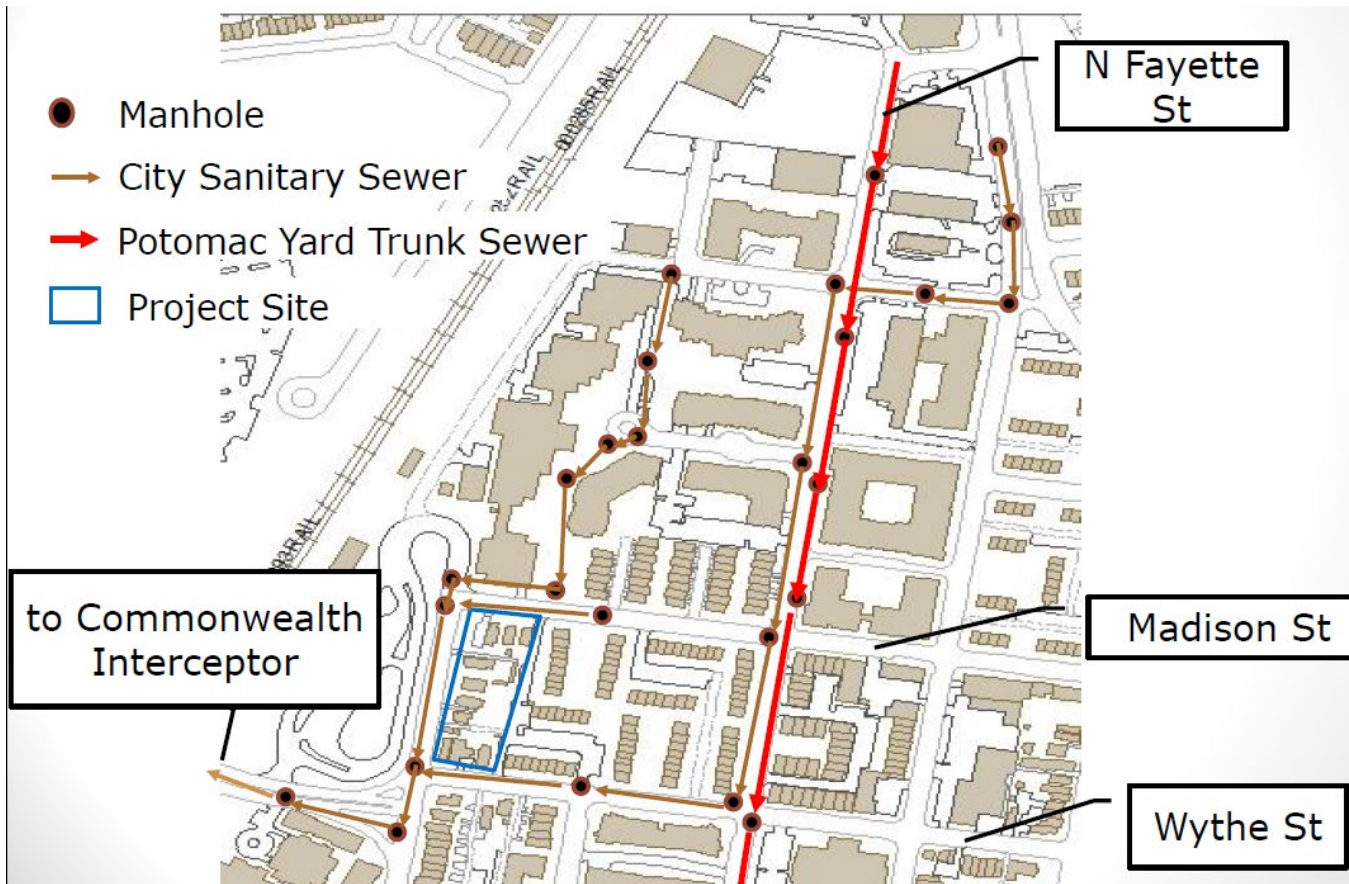 N Fayette
St
Manhole
City Sanitary Sewer
Potomac Yard Trunk Sewer
Project Site
000285RAIL
to Commonwealth
Interceptor
Madison St
Wythe St